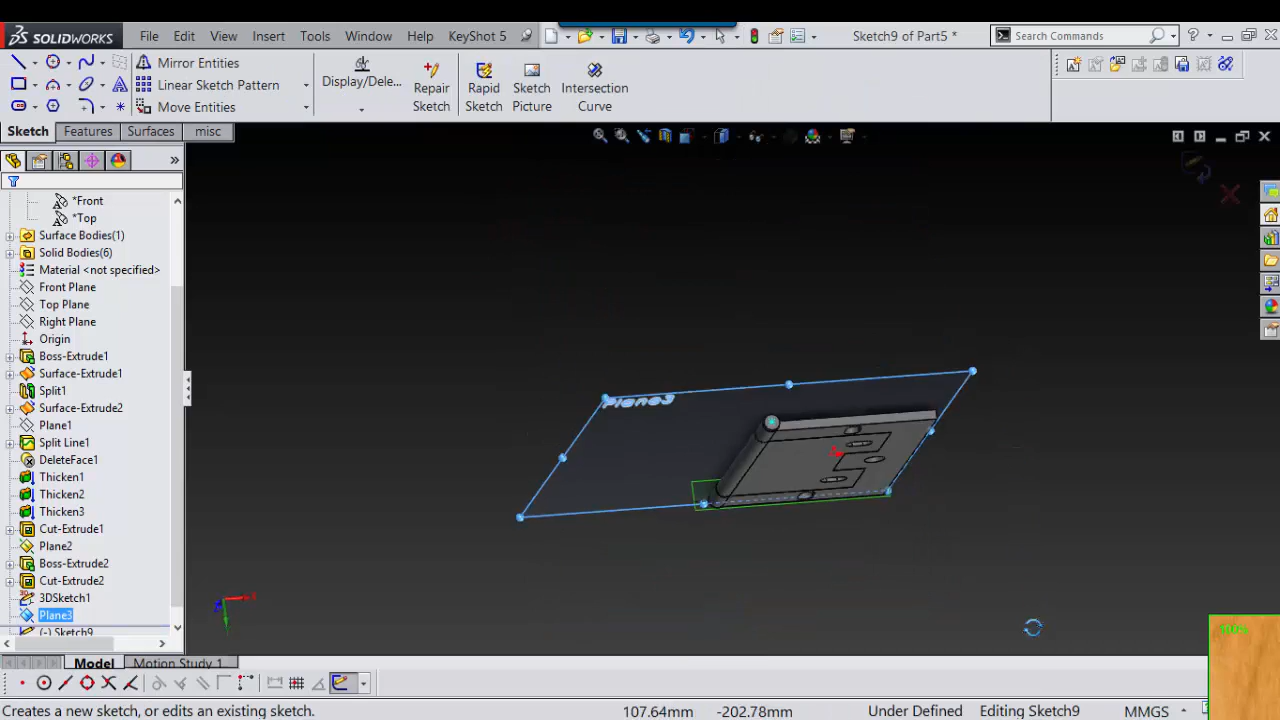 SOLIDWORKS File Edit View Insert Tools Window Help KeyShot 5 Sketch9 of Part5 * Search Commands
Mirror Entities
Linear Sketch Pattern
Move Entities
Display/Dele...
Repair Sketch
Rapid Sketch
Sketch Picture
Intersection Curve
Sketch Features Surfaces misc
*Front
*Top
Surface Bodies(1)
Solid Bodies(6)
Material <not specified>
Front Plane
Top Plane
Right Plane
Origin
Boss-Extrude1
Surface-Extrude1
Split1
Surface-Extrude2
Plane1
Split Line1
DeleteFace1
Thicken1
Thicken2
Thicken3
Cut-Extrude1
Plane2
Boss-Extrude2
Cut-Extrude2
3DSketch1
Plane3
(-) Sketch9
Plane3
100%
Model Motion Study 1
Creates a new sketch, or edits an existing sketch. 107.64mm -202.78mm Under Defined Editing Sketch9 MMGS